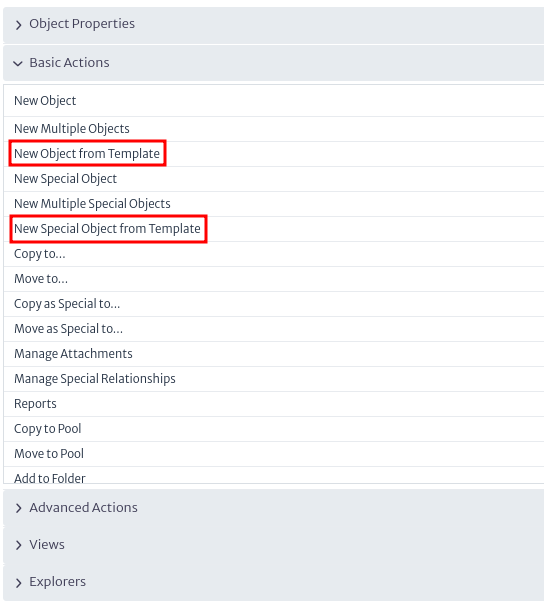 Object Properties
Basic Actions
New Object
New Multiple Objects
New Object from Template
New Special Object
New Multiple Special Objects
New Special Object from Template
Copy to...
Move to...
Copy as Special to...
Move as Special to...
Manage Attachments
Manage Special Relationships
Reports
Copy to Pool
Move to Pool
Add to Folder
Advanced Actions
Views
Explorers